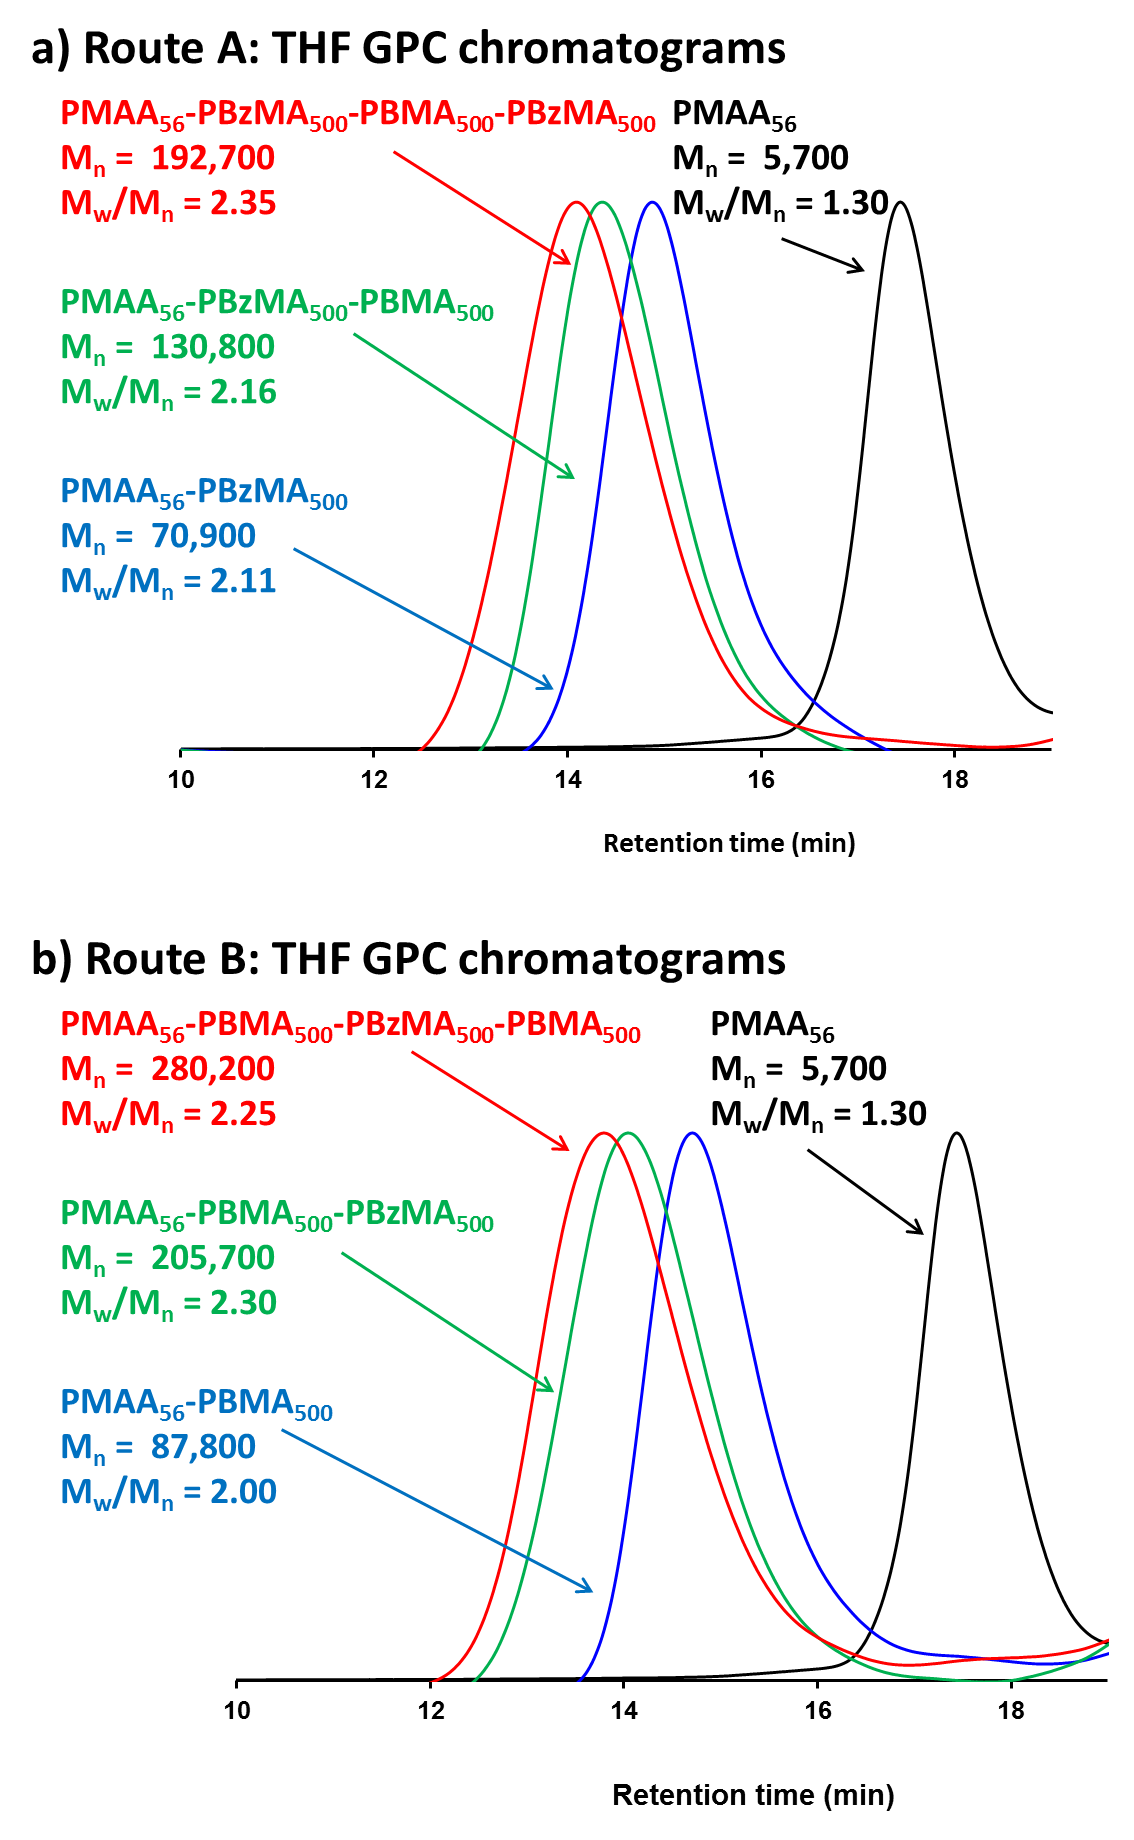 a) Route A: THF GPC chromatograms
PMAA56-PBzMA500-PBMA500-PBzMA500
Mn = 192,700
Mw/Mn = 2.35
PMAA56
Mn = 5,700
Mw/Mn = 1.30
PMAA56-PBzMA500-PBMA500
Mn = 130,800
Mw/Mn = 2.16
PMAA56-PBzMA500
Mn = 70,900
Mw/Mn = 2.11
10 12 14 16 18
Retention time (min)
b) Route B: THF GPC chromatograms
PMAA56-PBMA500-PBzMA500-PBMA500
Mn = 280,200
Mw/Mn = 2.25
PMAA56
Mn = 5,700
Mw/Mn = 1.30
PMAA56-PBMA500-PBzMA500
Mn = 205,700
Mw/Mn = 2.30
PMAA56-PBMA500
Mn = 87,800
Mw/Mn = 2.00
10 12 14 16 18
Retention time (min)